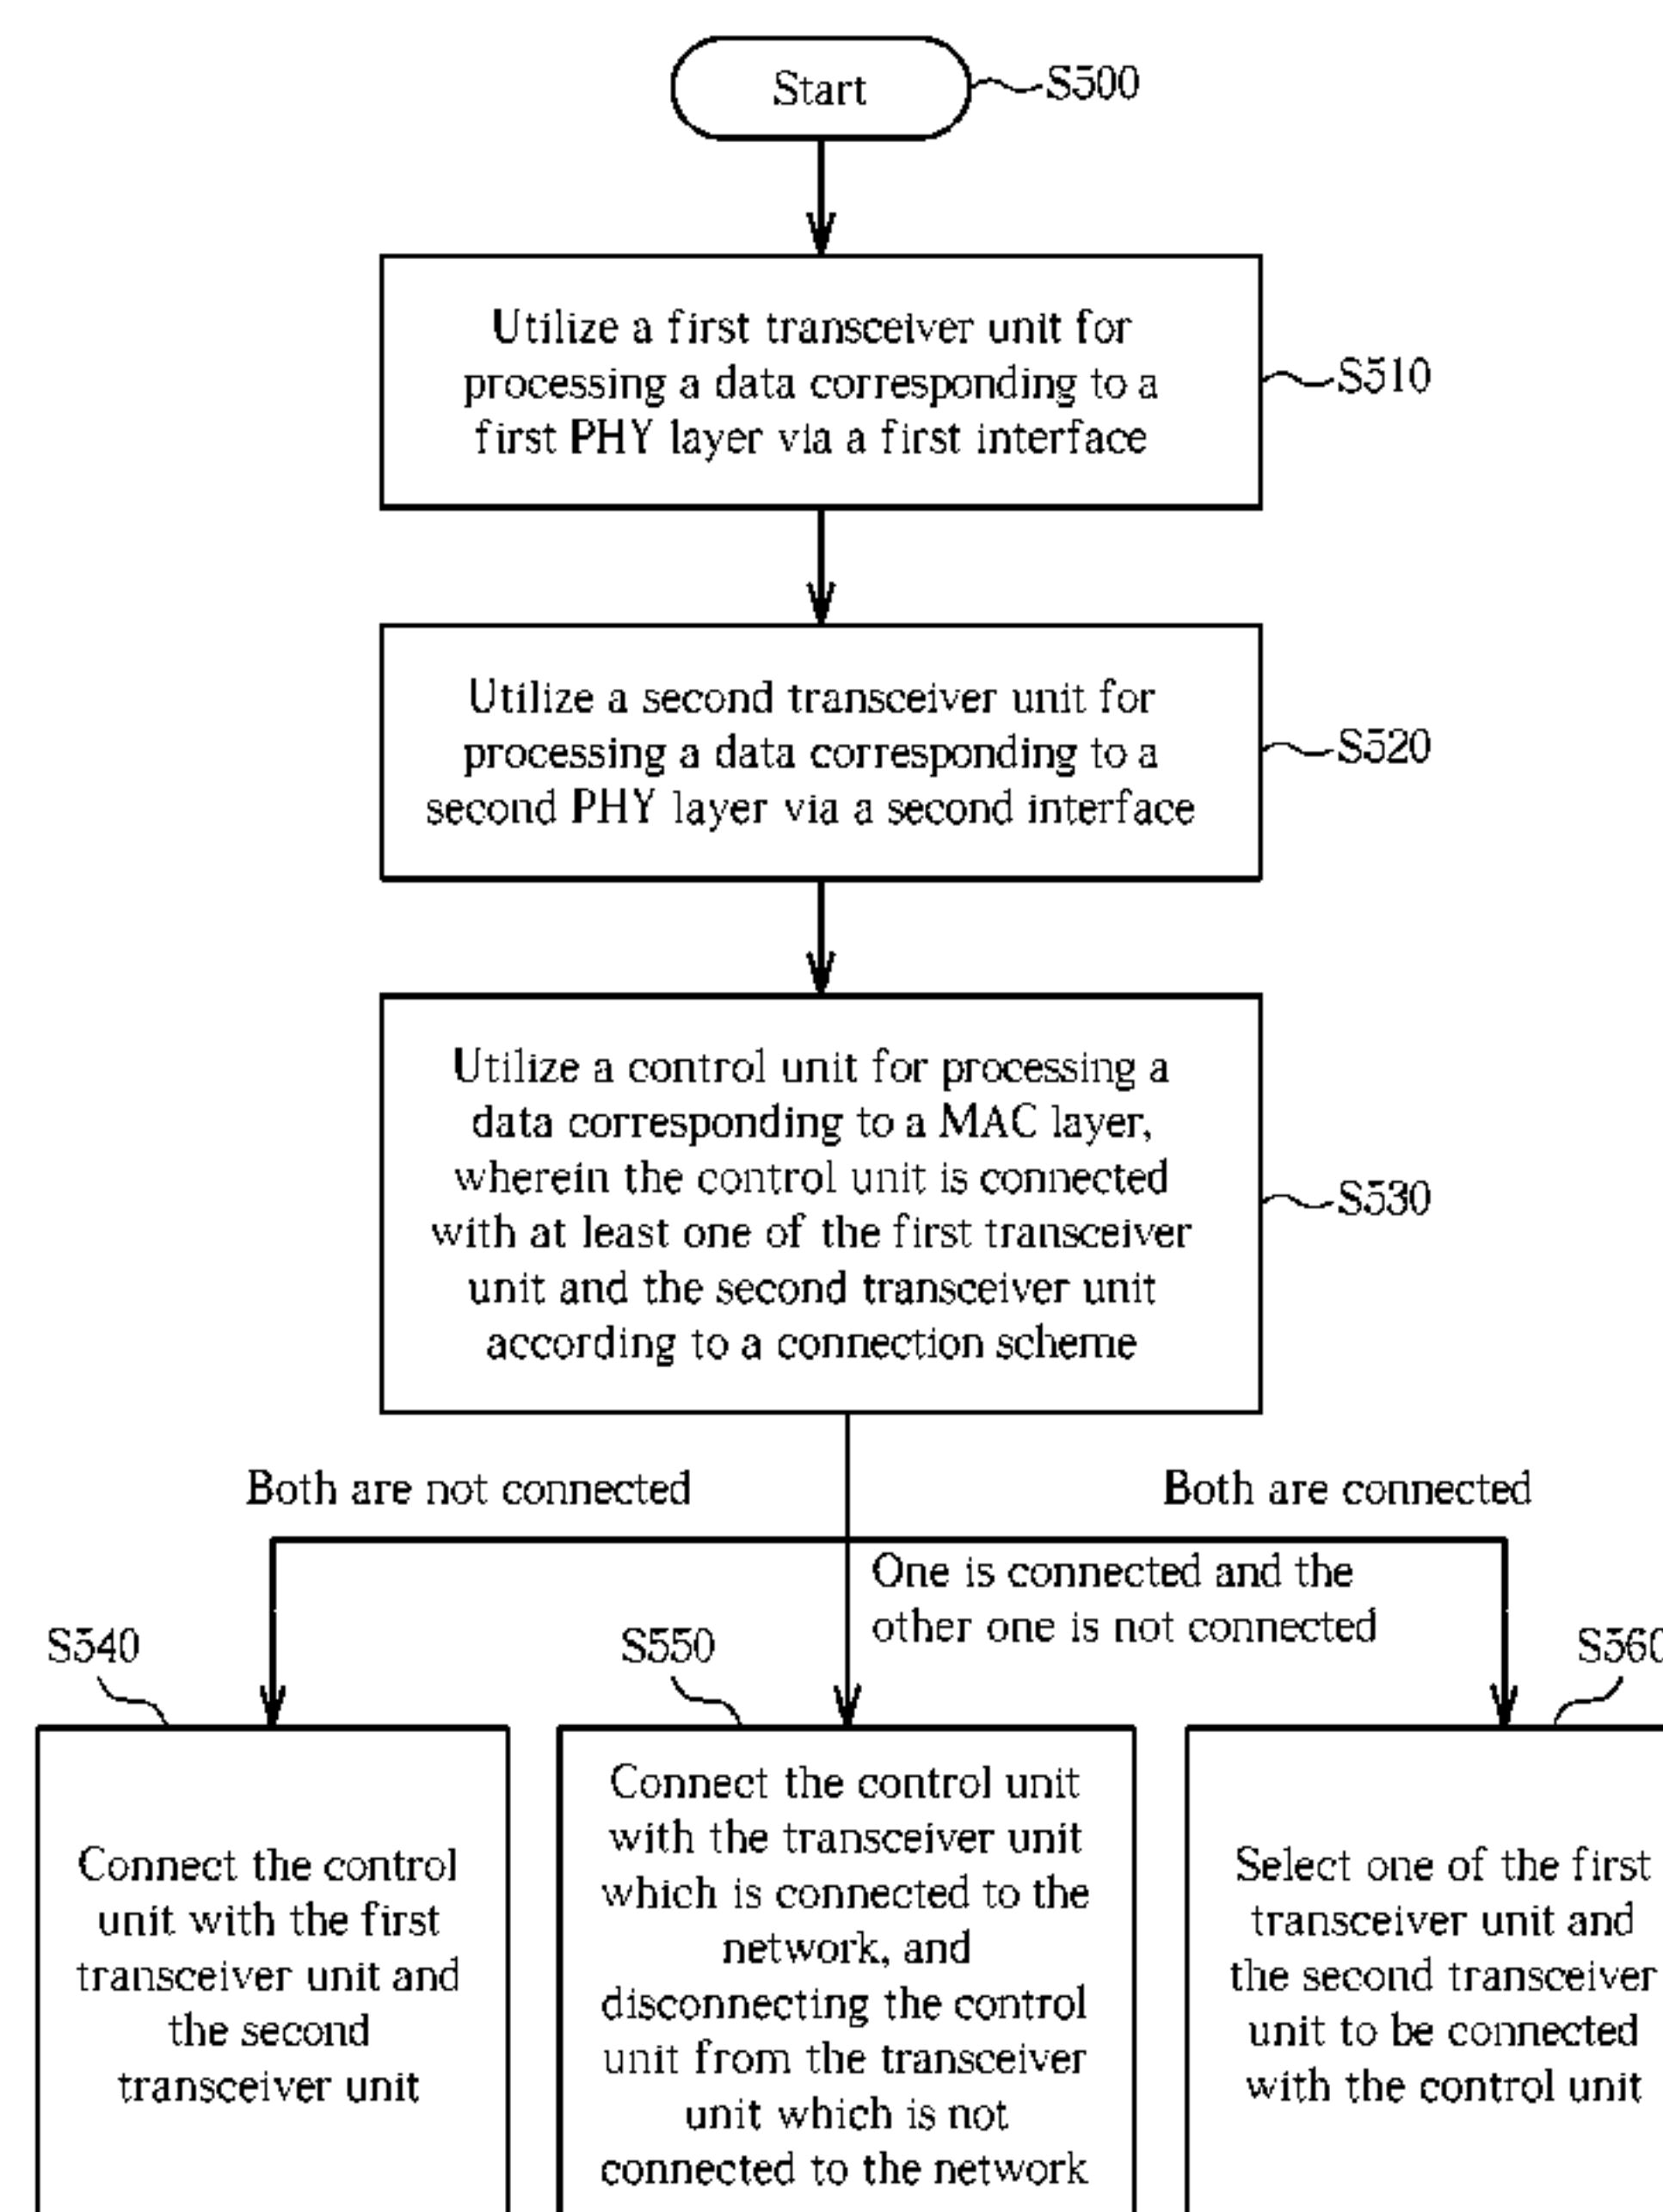 Start
S500
Utilize a first transceiver unit for
processing a data corresponding to a
first PHY layer via a first interface
S510
Utilize a second transceiver unit for
processing a data corresponding to a
second PHY layer via a second interface
S520
Utilize a control unit for processing a
data corresponding to a MAC layer,
wherein the control unit is connected
with at least one of the first transceiver
unit and the second transceiver unit
according to a connection scheme
S530
Both are not connected
Both are connected
One is connected and the
other one is not connected
S540
S550
S560
Connect the control
unit with the first
transceiver unit and
the second
transceiver unit
Connect the control unit
with the transceiver unit
which is connected to the
network, and
disconnecting the control
unit from the transceiver
unit which is not
connected to the network
Select one of the first
transceiver unit and
the second transceiver
unit to be connected
with the control unit